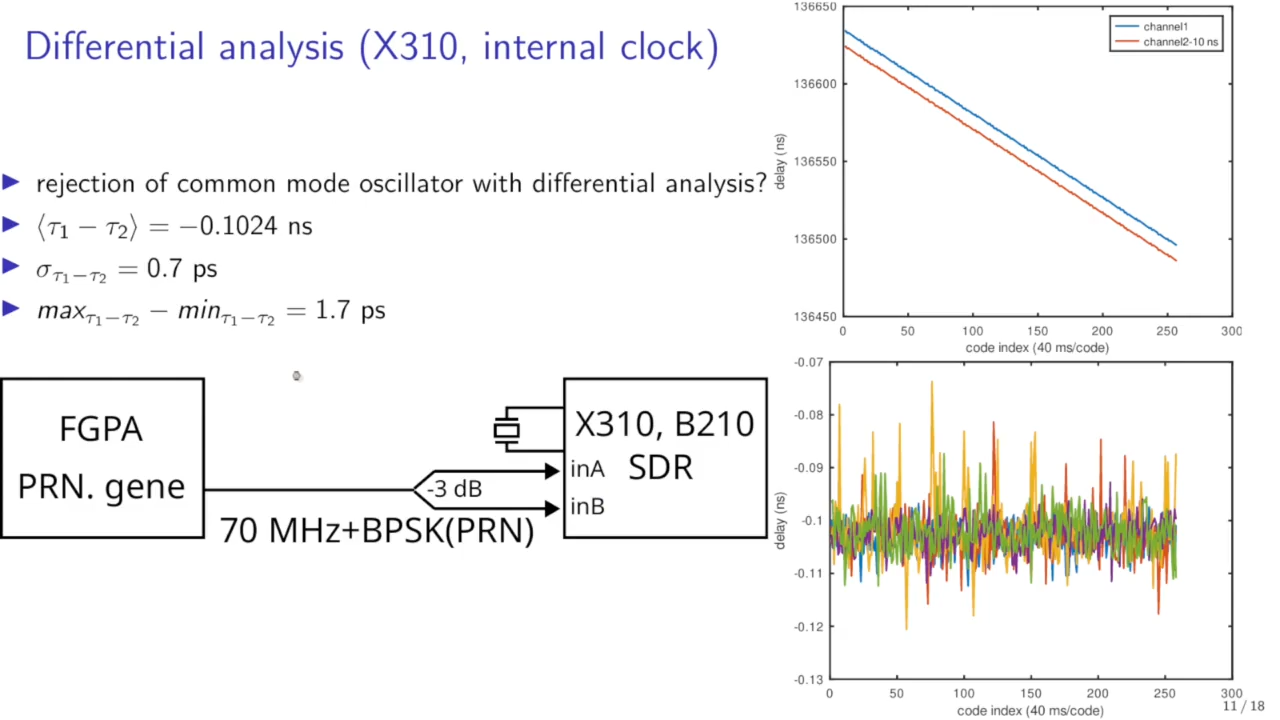 Differential analysis (X310, internal clock)
▶ rejection of common mode oscillator with differential analysis?
▶ ⟨τ₁ − τ₂⟩ = −0.1024 ns
▶ στ₁−τ₂ = 0.7 ps
▶ maxτ₁−τ₂ − minτ₁−τ₂ = 1.7 ps
FGPA
PRN. gene
70 MHz+BPSK(PRN)
-3 dB
inA
inB
X310, B210
SDR
136650
136600
136550
136500
136450
delay (ns)
channel1
channel2-10 ns
0 50 100 150 200 250 300
code index (40 ms/code)
-0.07
-0.08
-0.09
-0.1
-0.11
-0.12
-0.13
delay (ns)
0 50 100 150 200 250 300
code index (40 ms/code)
11 / 18